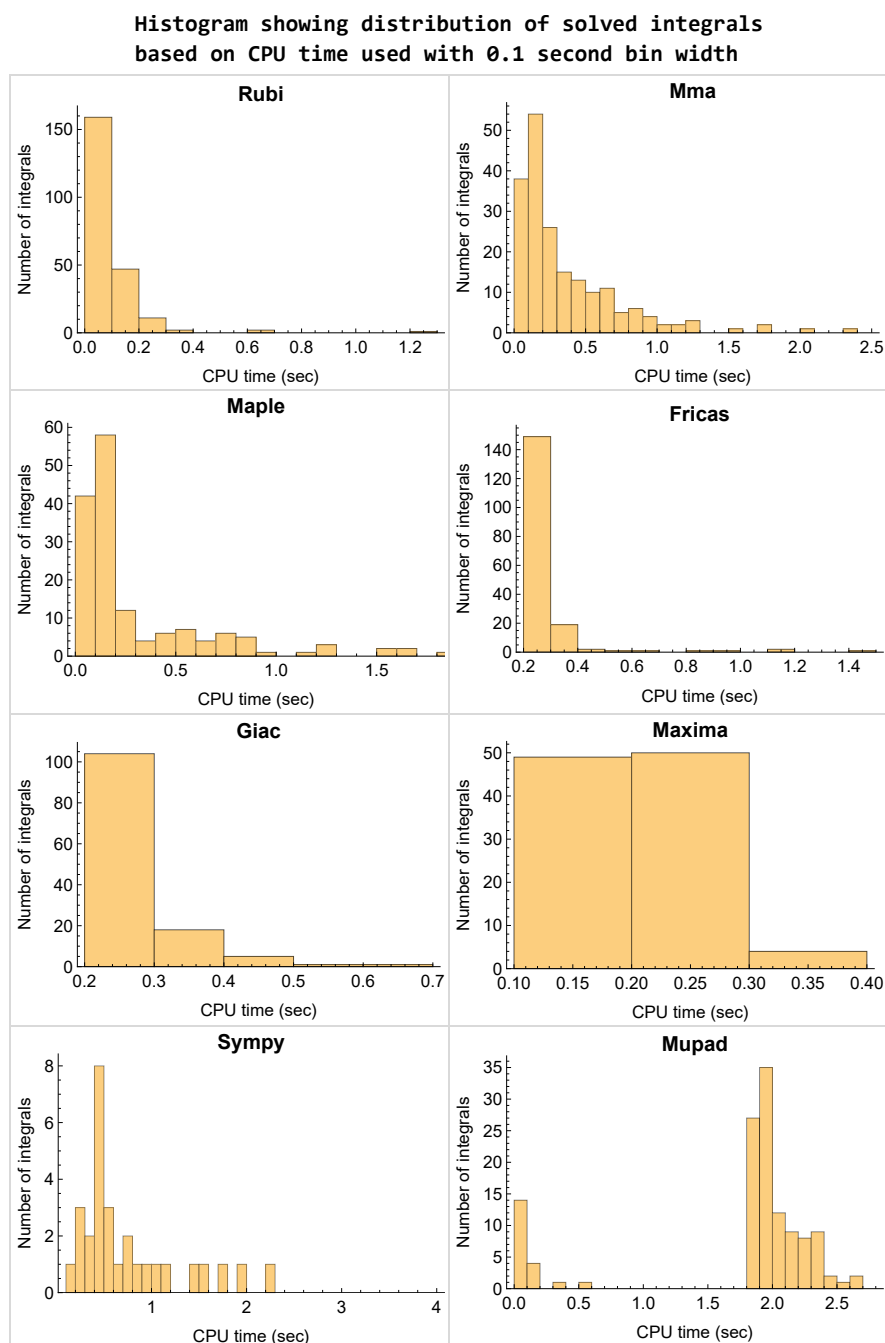 Histogram showing distribution of solved integrals
based on CPU time used with 0.1 second bin width
Rubi
Number of integrals
150
100
50
0
0.0 0.2 0.4 0.6 0.8 1.0 1.2
CPU time (sec)
Mma
Number of integrals
50
40
30
20
10
0
0.0 0.5 1.0 1.5 2.0 2.5
CPU time (sec)
Maple
Number of integrals
60
50
40
30
20
10
0
0.0 0.5 1.0 1.5
CPU time (sec)
Fricas
Number of integrals
140
120
100
80
60
40
20
0
0.2 0.4 0.6 0.8 1.0 1.2 1.4
CPU time (sec)
Giac
Number of integrals
100
80
60
40
20
0
0.2 0.3 0.4 0.5 0.6 0.7
CPU time (sec)
Maxima
Number of integrals
50
40
30
20
10
0
0.10 0.15 0.20 0.25 0.30 0.35 0.40
CPU time (sec)
Sympy
Number of integrals
8
6
4
2
0
1 2 3 4
CPU time (sec)
Mupad
Number of integrals
35
30
25
20
15
10
5
0
0.0 0.5 1.0 1.5 2.0 2.5
CPU time (sec)